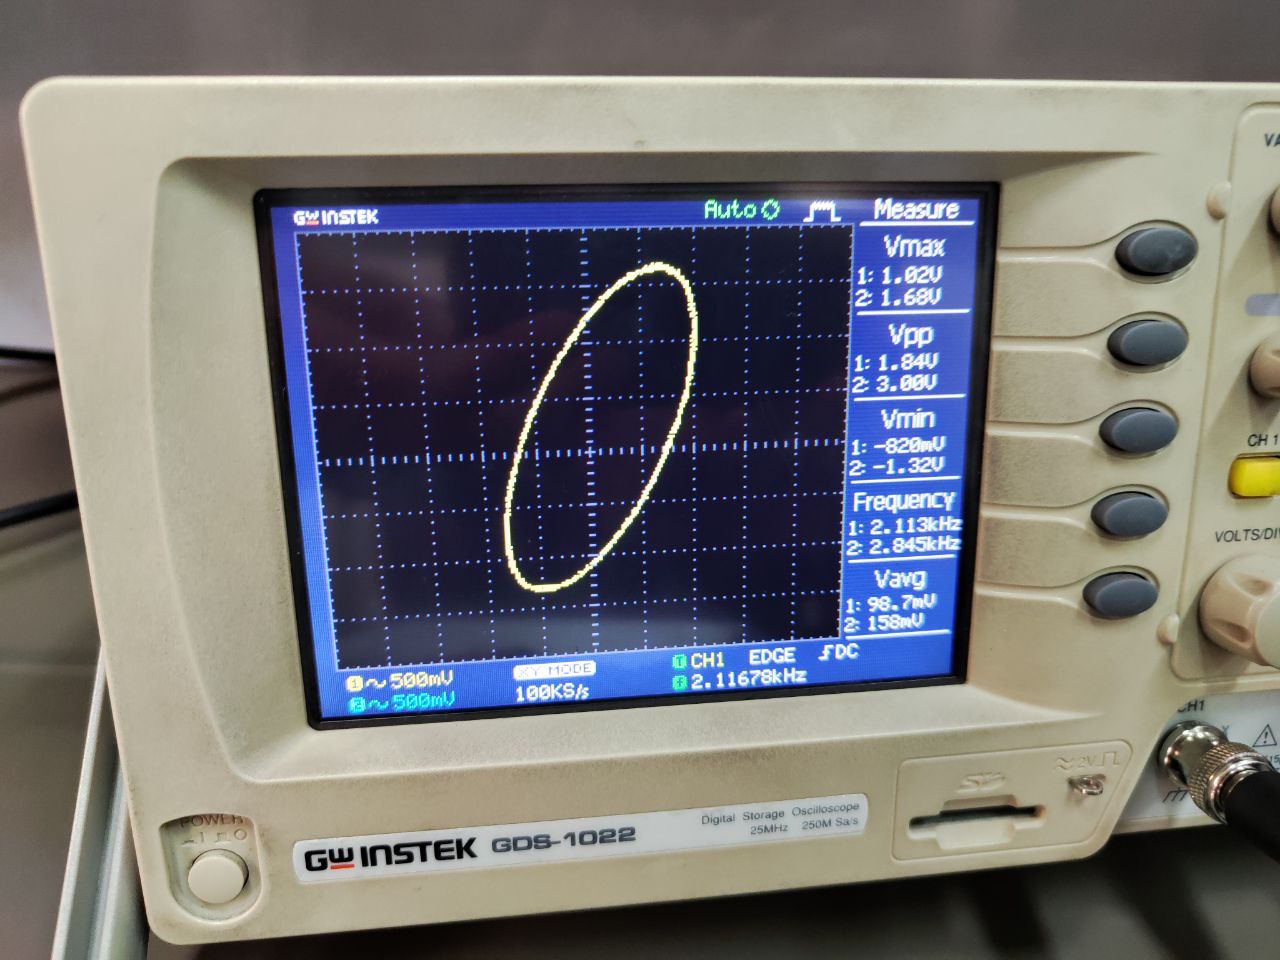 GW INSTEK
Auto
Measure
Vmax
1: 1.02V
2: 1.68V
Vpp
1: 1.84V
2: 3.00V
Vmin
1: -820mV
2: -1.32V
Frequency
1: 2.113kHz
2: 2.845kHz
Vavg
1: 98.7mV
2: 158mV
1 ~ 500mV
2 ~ 500mV
XY MODE
100KS/s
T CH1 EDGE DC
F 2.11678kHz
CH 1
VOLTS/DI
CH1
X
POWER
SD
≈2V
Digital Storage Oscilloscope
25MHz 250M Sa/s
GW INSTEK GDS-1022